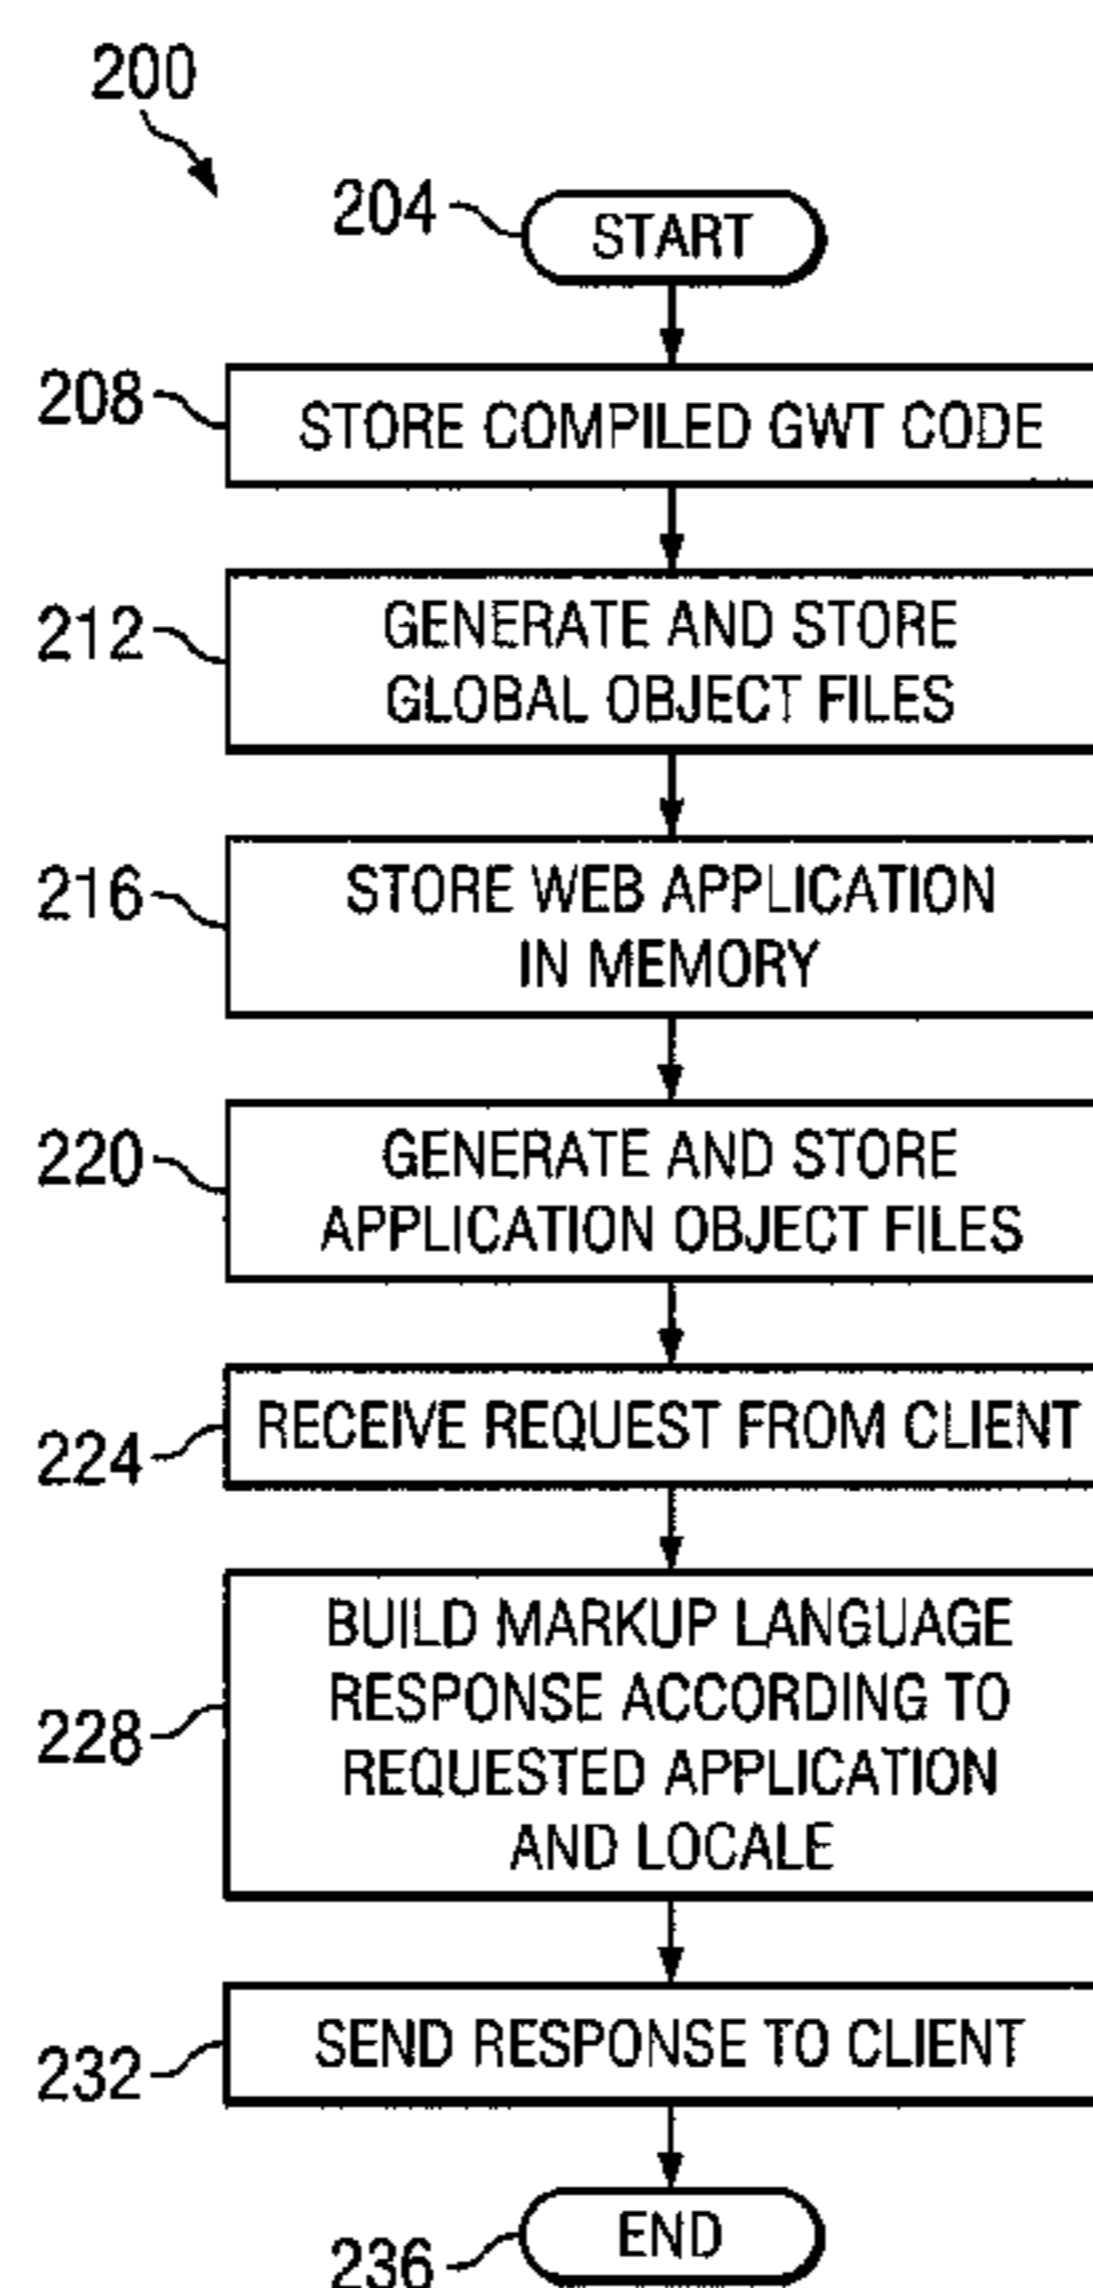 200
204
START
208
STORE COMPILED GWT CODE
212
GENERATE AND STORE
GLOBAL OBJECT FILES
216
STORE WEB APPLICATION
IN MEMORY
220
GENERATE AND STORE
APPLICATION OBJECT FILES
224
RECEIVE REQUEST FROM CLIENT
228
BUILD MARKUP LANGUAGE
RESPONSE ACCORDING TO
REQUESTED APPLICATION
AND LOCALE
232
SEND RESPONSE TO CLIENT
236
END